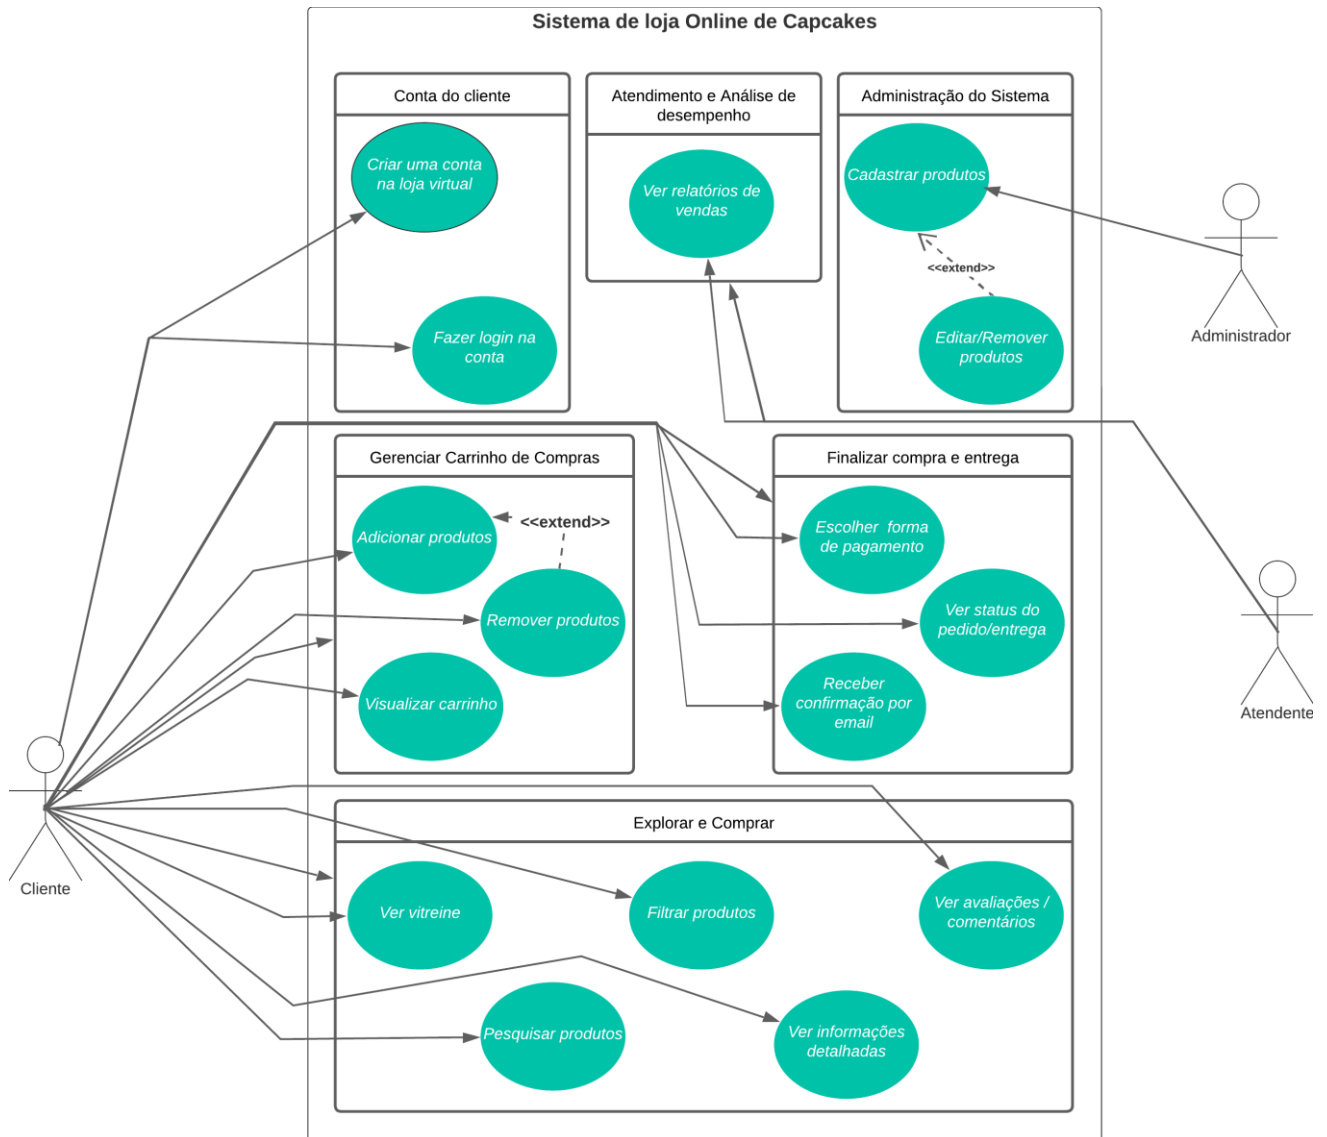 Sistema de loja Online de Capcakes
Conta do cliente
Criar uma conta
na loja virtual
Fazer login na
conta
Atendimento e Análise de
desempenho
Ver relatórios de
vendas
Administração do Sistema
Cadastrar produtos
<<extend>>
Editar/Remover
produtos
Administrador
Gerenciar Carrinho de Compras
Adicionar produtos
<<extend>>
Remover produtos
Visualizar carrinho
Finalizar compra e entrega
Escolher forma
de pagamento
Ver status do
pedido/entrega
Receber
confirmação por
email
Atendente
Cliente
Explorar e Comprar
Ver vitreine
Filtrar produtos
Ver avaliações /
comentários
Pesquisar produtos
Ver informações
detalhadas